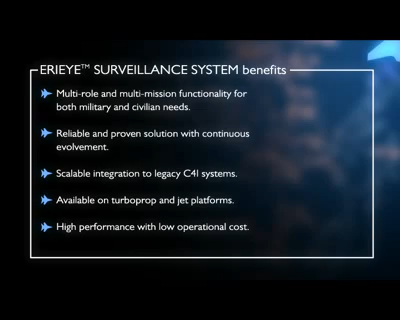 ERIEYE™ SURVEILLANCE SYSTEM benefits
Multi-role and multi-mission functionality for
both military and civilian needs.
Reliable and proven solution with continuous
evolvement.
Scalable integration to legacy C4I systems.
Available on turboprop and jet platforms.
High performance with low operational cost.